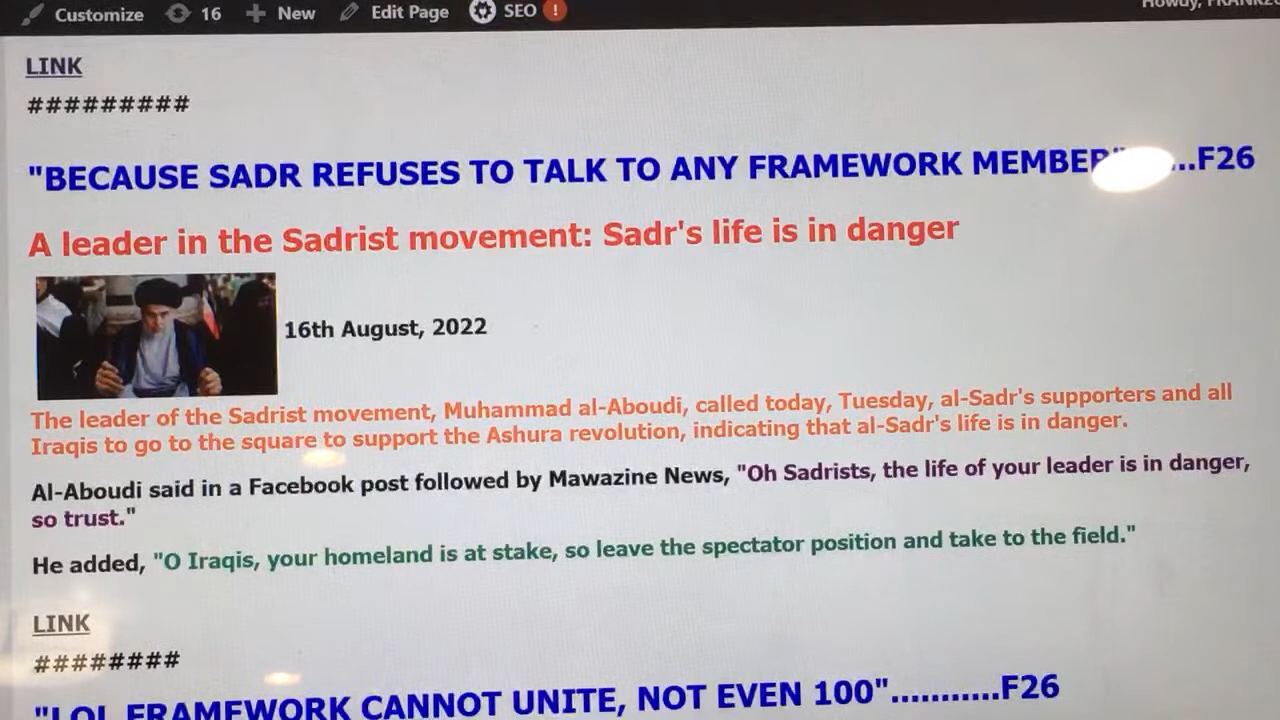 Customize 16 + New Edit Page SEO !
LINK
#########
"BECAUSE SADR REFUSES TO TALK TO ANY FRAMEWORK MEMBER" ...F26
A leader in the Sadrist movement: Sadr's life is in danger
16th August, 2022
The leader of the Sadrist movement, Muhammad al-Aboudi, called today, Tuesday, al-Sadr's supporters and all
Iraqis to go to the square to support the Ashura revolution, indicating that al-Sadr's life is in danger.
Al-Aboudi said in a Facebook post followed by Mawazine News, "Oh Sadrists, the life of your leader is in danger,
so trust."
He added, "O Iraqis, your homeland is at stake, so leave the spectator position and take to the field."
LINK
########
"LOL FRAMEWORK CANNOT UNITE, NOT EVEN 100"...........F26